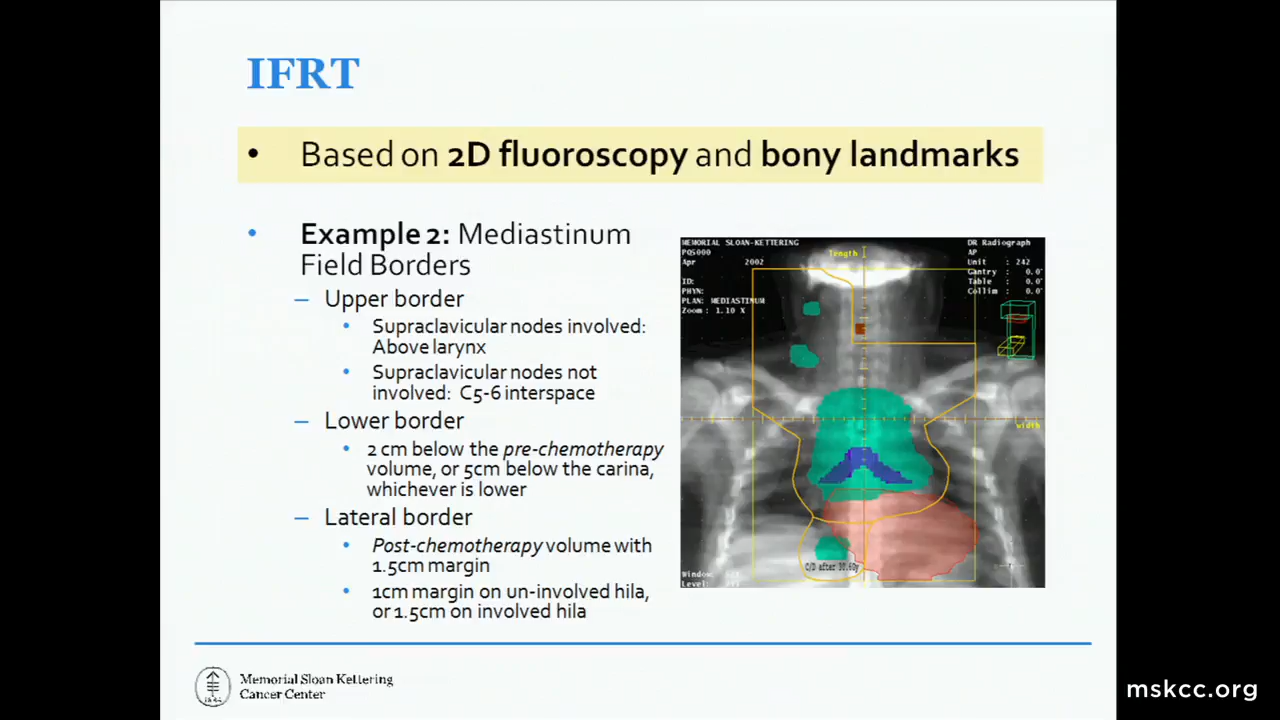 IFRT
• Based on 2D fluoroscopy and bony landmarks
• Example 2: Mediastinum
Field Borders
– Upper border
• Supraclavicular nodes involved:
Above larynx
• Supraclavicular nodes not
involved: C5-6 interspace
– Lower border
• 2 cm below the pre-chemotherapy
volume, or 5cm below the carina,
whichever is lower
– Lateral border
• Post-chemotherapy volume with
1.5cm margin
• 1cm margin on un-involved hila,
or 1.5cm on involved hila
MEMORIAL SLOAN-KETTERING
PQ5000
Apr 2002
ID:
PHYN:
PLAN: MEDIASTINUM
Zoom: 1.10 X
length
DR Radiograph
AP
Unit : 242
Gantry : 0.0°
Table : 0.0°
Collim : 0.0°
width
C/D after 30.60y
Window:
Level:
Memorial Sloan Kettering
Cancer Center
mskcc.org